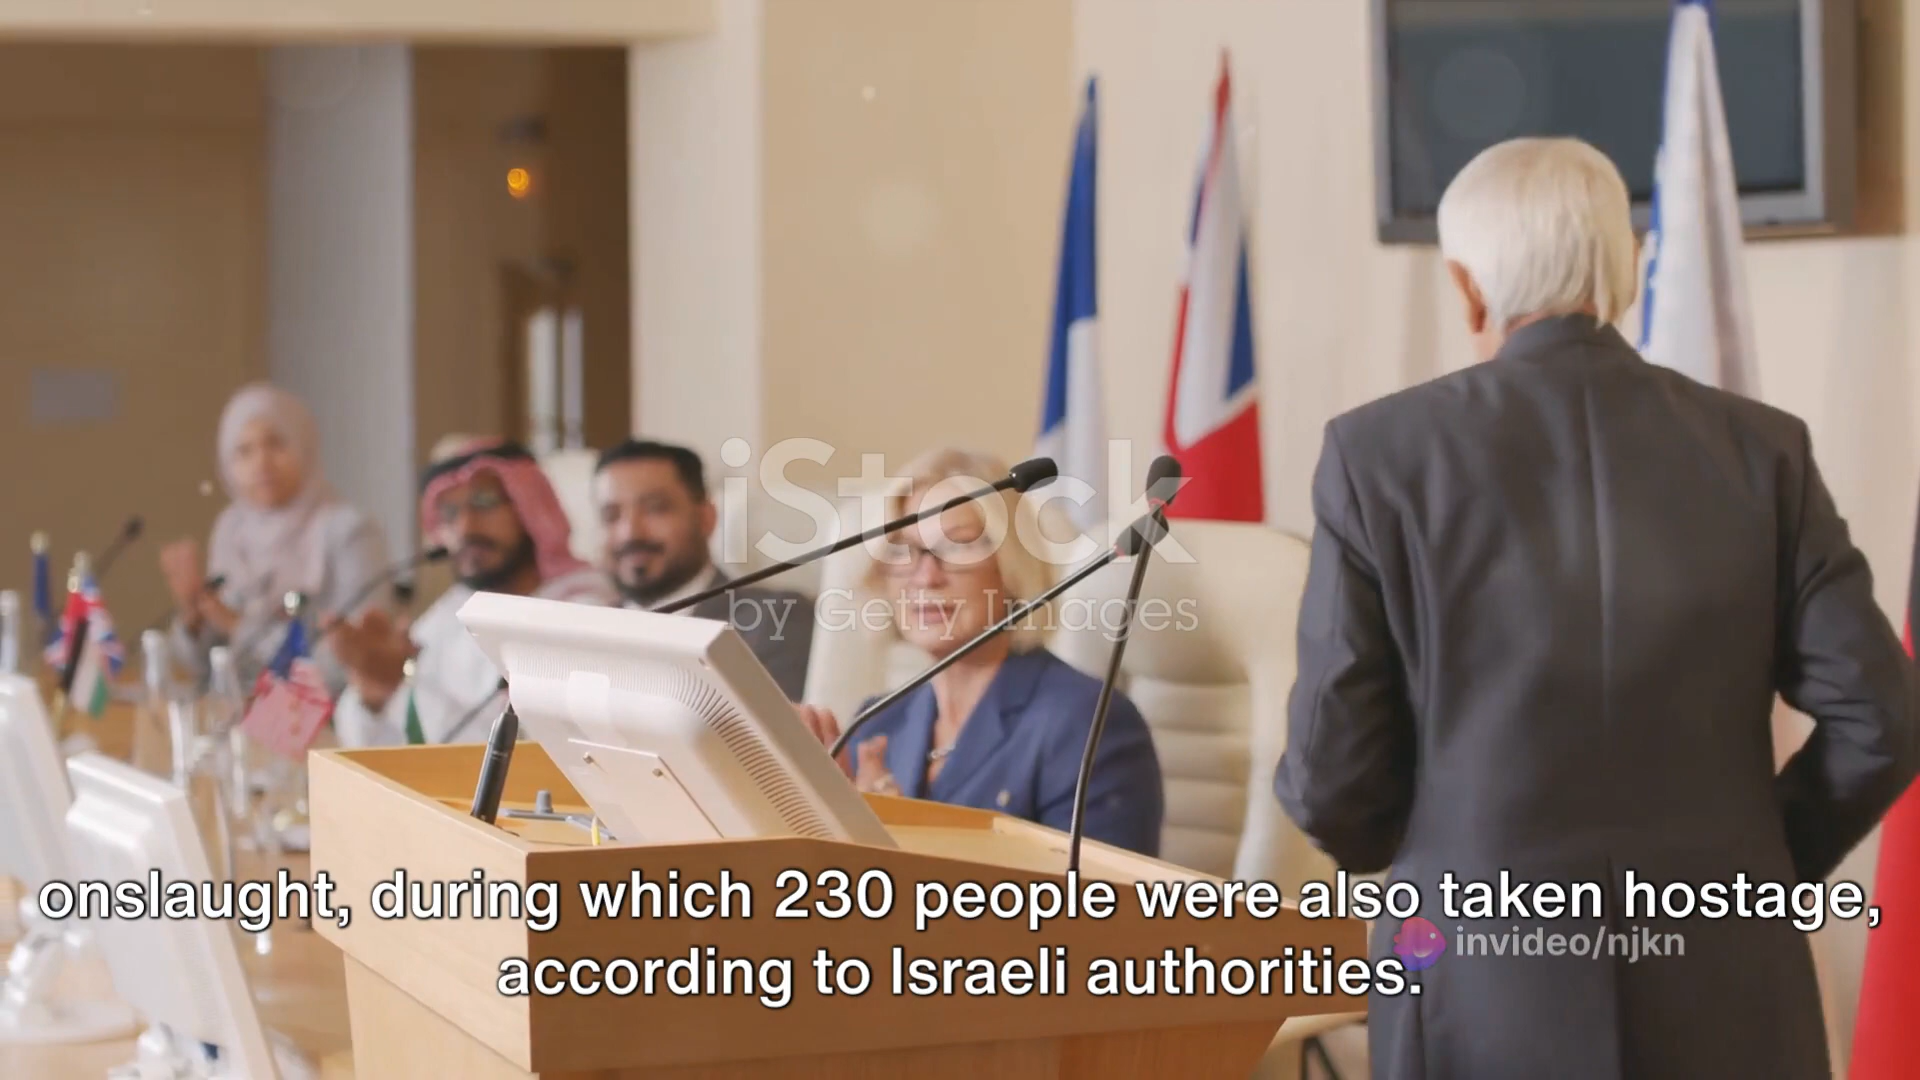 iStock
by Getty Images
onslaught, during which 230 people were also taken hostage,
invideo/njkn
according to Israeli authorities.